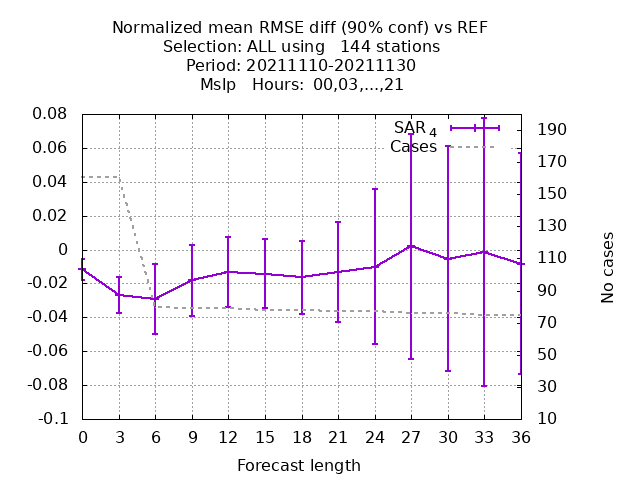 Normalized mean RMSE diff (90% conf) vs REF
Selection: ALL using 144 stations
Period: 20211110-20211130
Mslp Hours: 00,03,...,21
SAR 4
Cases
0.08
0.06
0.04
0.02
0
-0.02
-0.04
-0.06
-0.08
-0.1
190
170
150
130
110
90
70
50
30
10
No cases
0 3 6 9 12 15 18 21 24 27 30 33 36
Forecast length